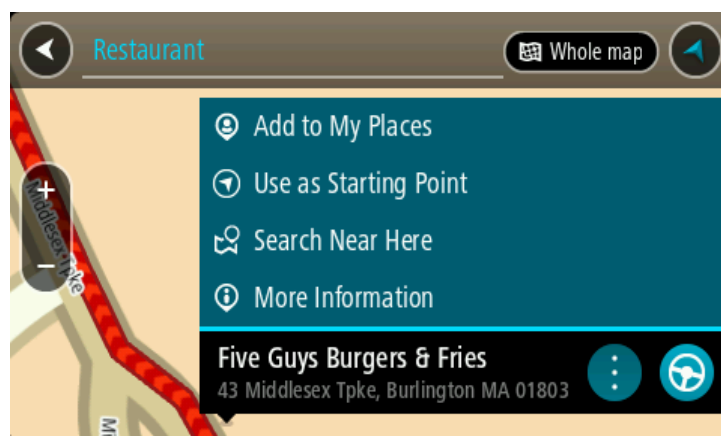 Restaurant
Whole map
Add to My Places
Use as Starting Point
Search Near Here
More Information
Five Guys Burgers & Fries
43 Middlesex Tpke, Burlington MA 01803
+
Middlesex Tpke
−
Mi